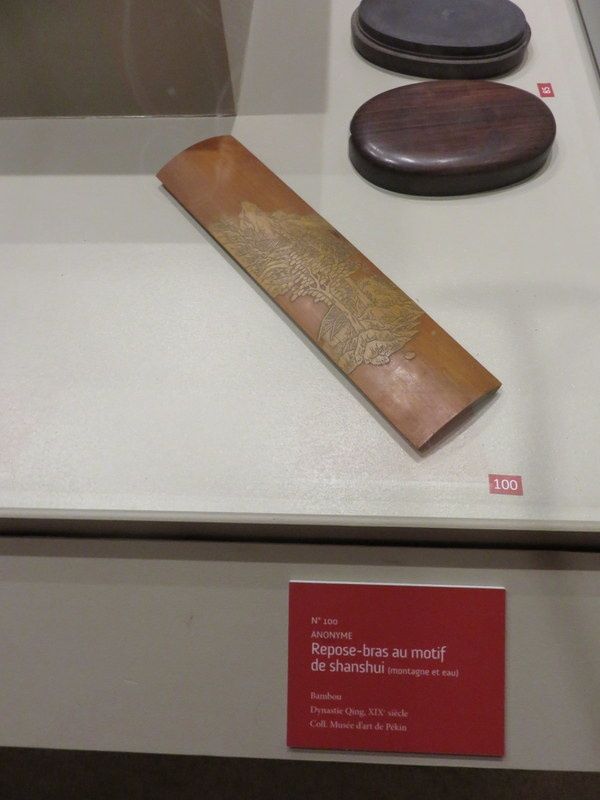 85
100
N° 100
ANONYME
Repose-bras au motif
de shanshui (montagne et eau)
Bambou
Dynastie Qing, XIXe siècle
Coll. Musée d'art de Pékin